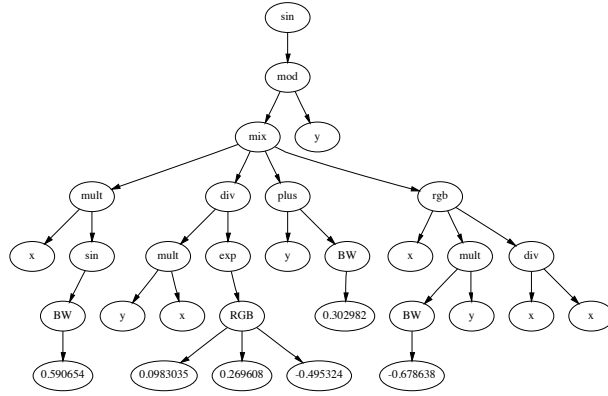 sin
mod
mix y
mult div plus rgb
x sin mult exp y BW x mult div
BW y x RGB 0.302982 BW y x x
0.590654 0.0983035 0.269608 -0.495324 -0.678638